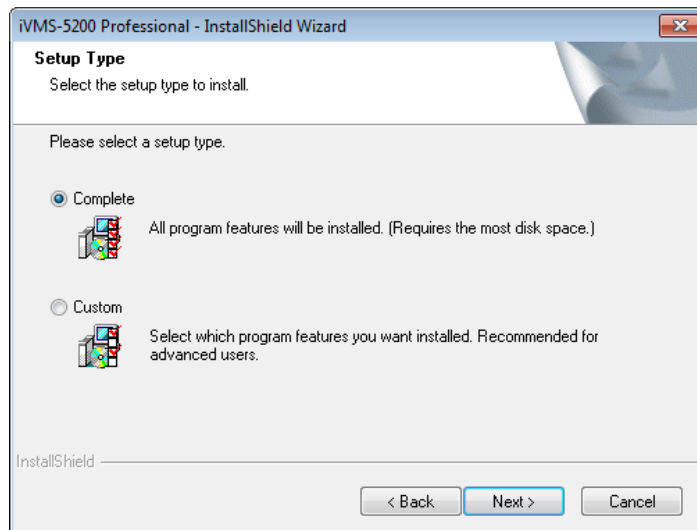 iVMS-5200 Professional - InstallShield Wizard
Setup Type
Select the setup type to install.
Please select a setup type.
Complete
All program features will be installed. (Requires the most disk space.)
Custom
Select which program features you want installed. Recommended for
advanced users.
InstallShield
< Back Next > Cancel